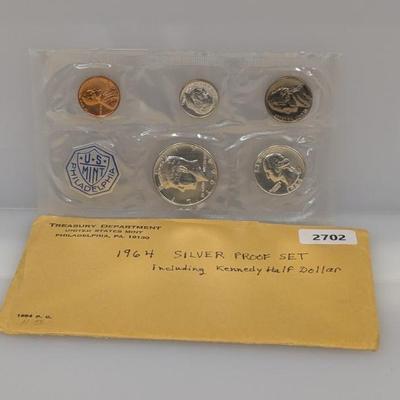 U·S
MINT
PHILADELPHIA
TREASURY DEPARTMENT
UNITED STATES MINT
PHILADELPHIA, PA. 19130
2702
1964 SILVER PROOF SET
including Kennedy Half Dollar
1964 P. C.